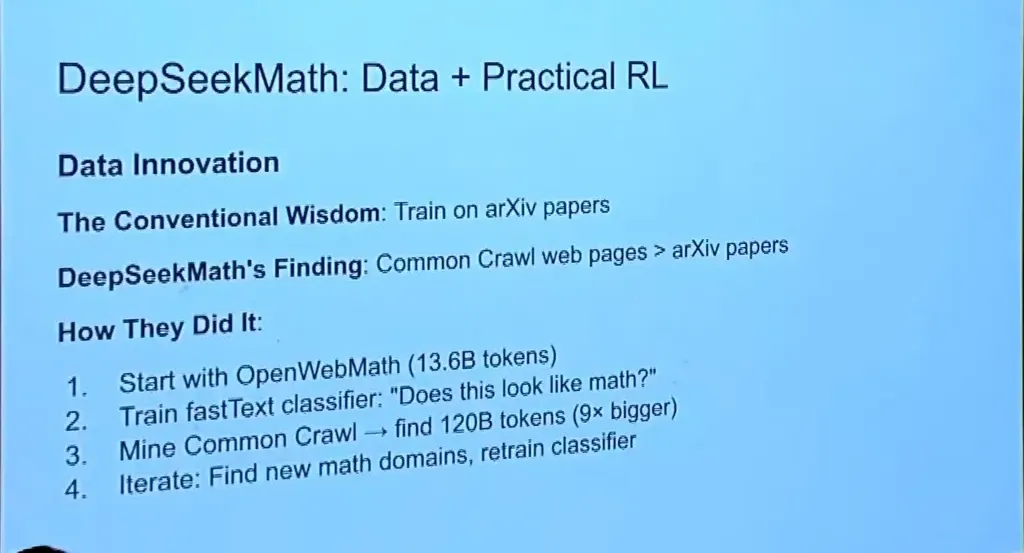 DeepSeekMath: Data + Practical RL
Data Innovation
The Conventional Wisdom: Train on arXiv papers
DeepSeekMath's Finding: Common Crawl web pages > arXiv papers
How They Did It:
1. Start with OpenWebMath (13.6B tokens)
2. Train fastText classifier: "Does this look like math?"
3. Mine Common Crawl → find 120B tokens (9× bigger)
4. Iterate: Find new math domains, retrain classifier